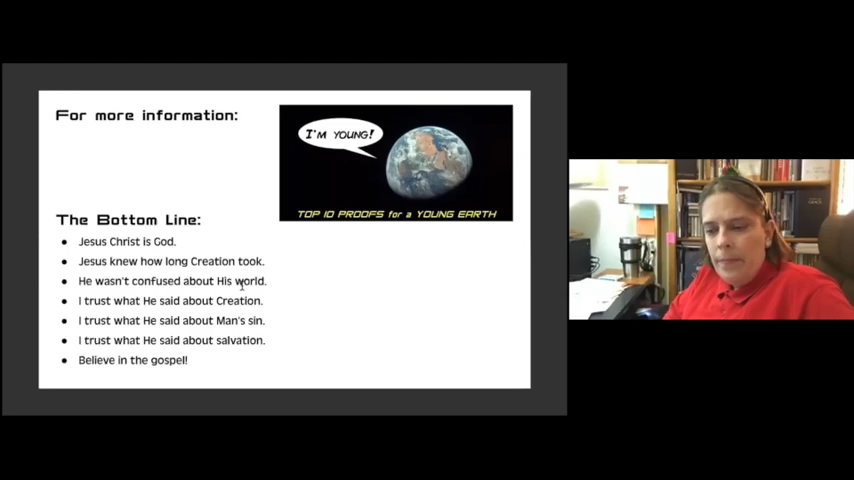 For more information:
I'M YOUNG!
TOP 10 PROOFS for a YOUNG EARTH
The Bottom Line:
Jesus Christ is God.
Jesus knew how long Creation took.
He wasn't confused about His world.
I trust what He said about Creation.
I trust what He said about Man's sin.
I trust what He said about salvation.
Believe in the gospel!